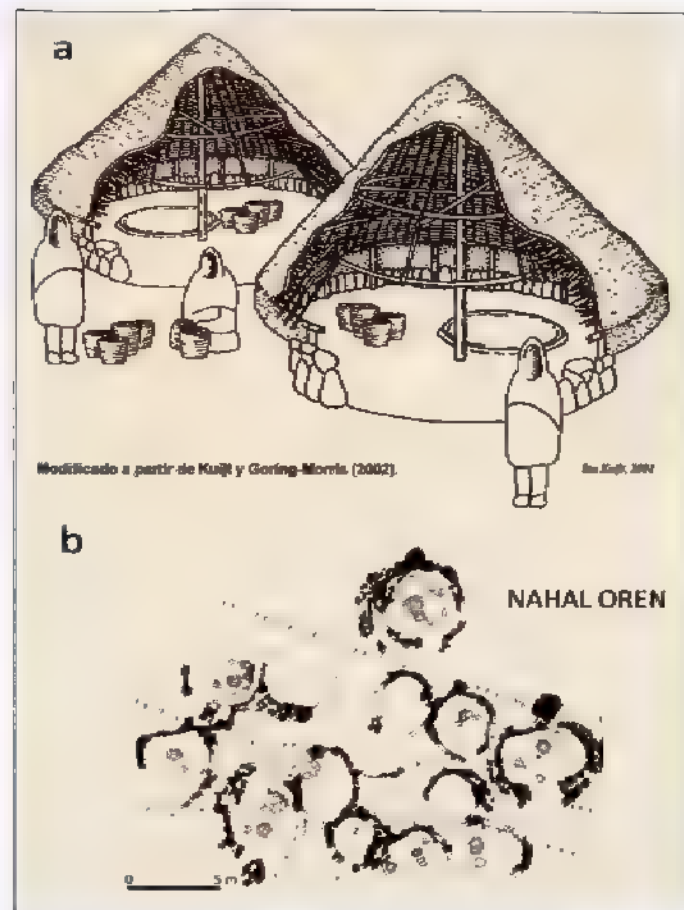 a
Modificado a partir de Kuijt y Goring-Morris (2002).
b
NAHAL OREN
0 5 m